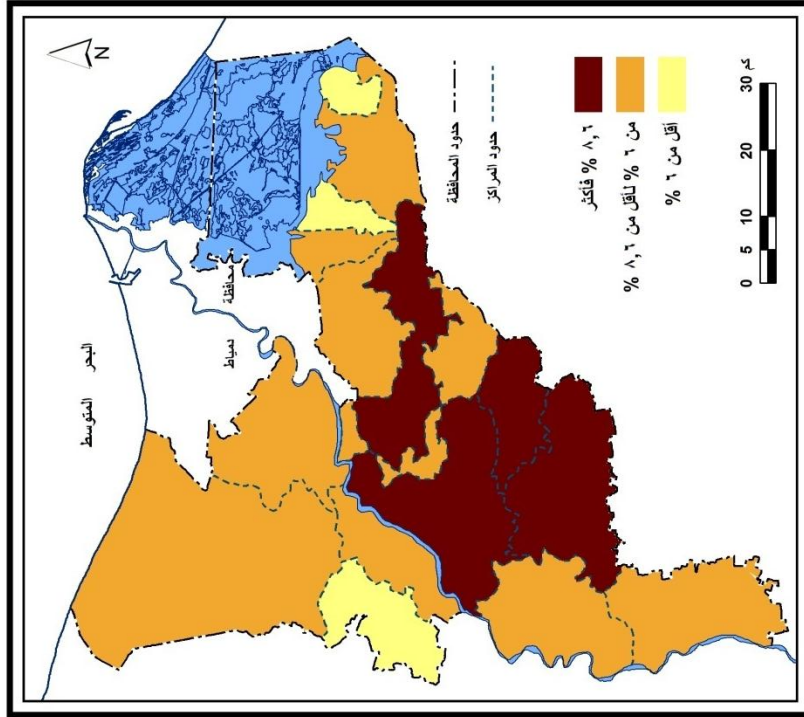 N
البحر
المتوسط
محافظة
دمياط
حدود المحافظة
حدود المراكز
٨,٦ % فأكثر
من ٦ % لأقل من ٨,٦ %
أقل من ٦ %
0 5 10 20 30 كم